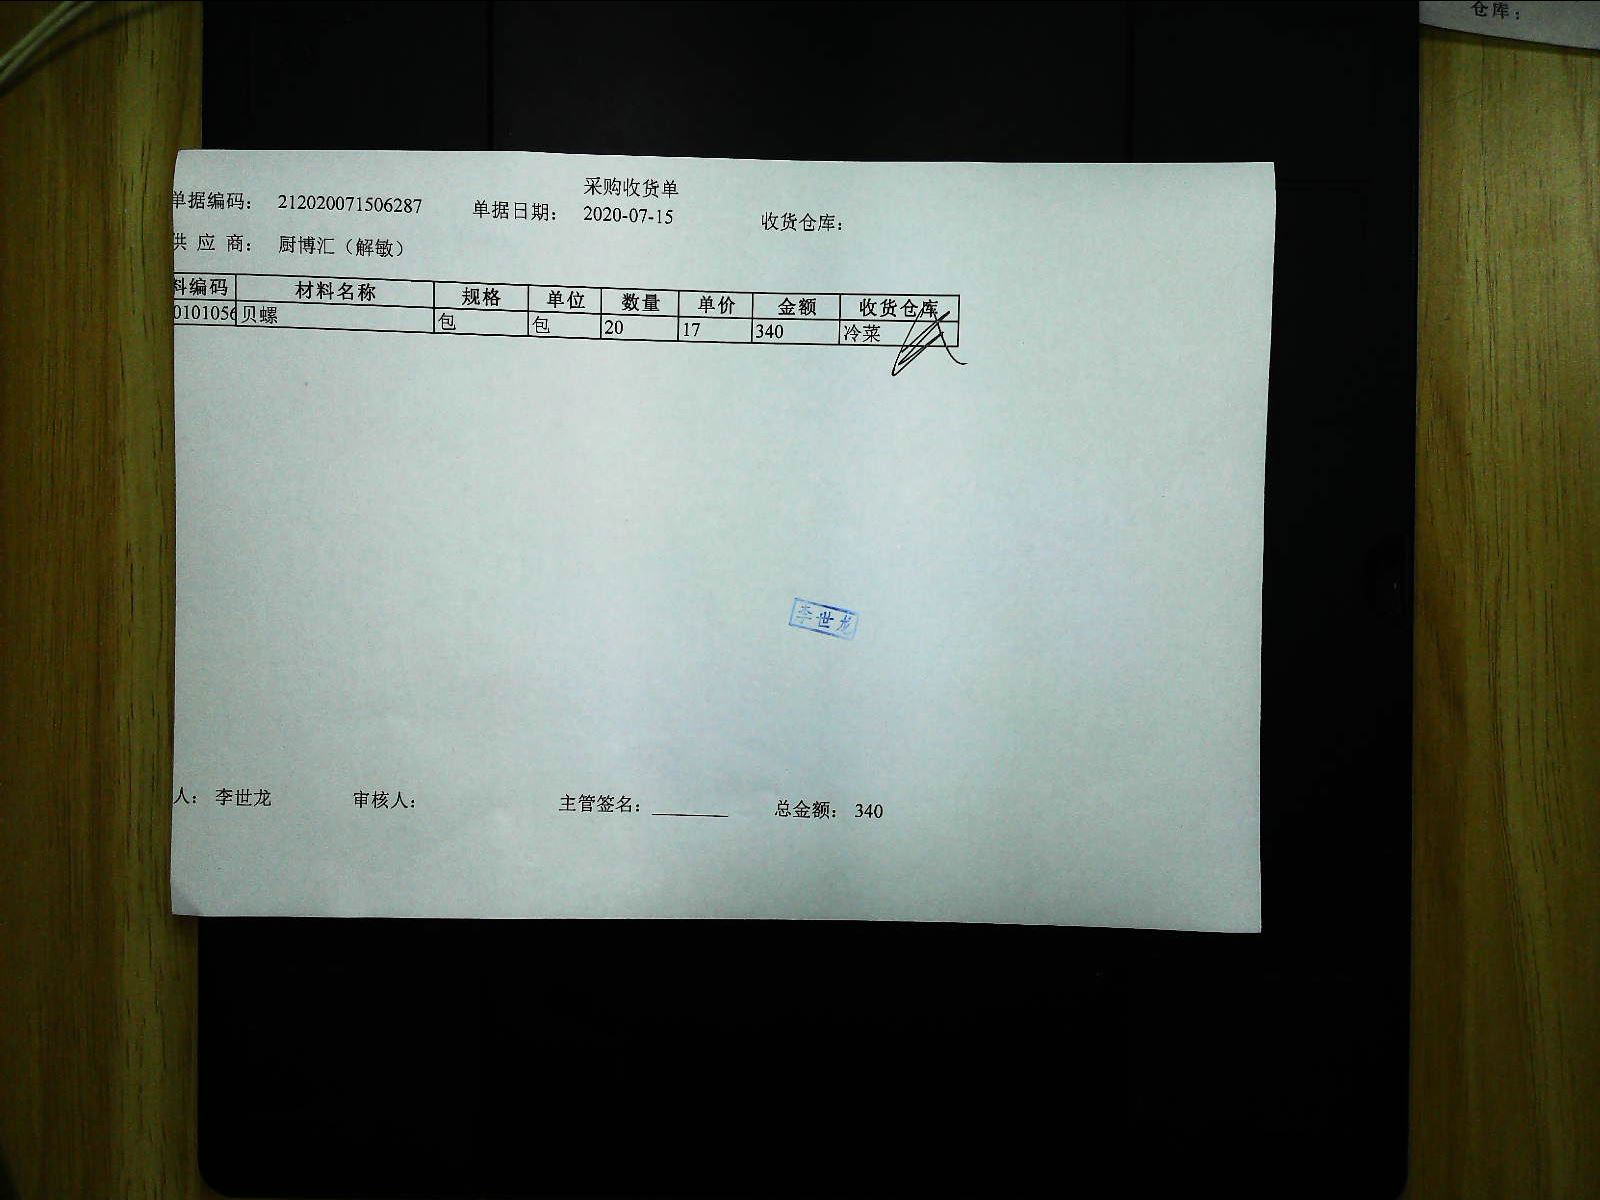 仓库：
采购收货单
单据编码： 212020071506287 单据日期： 2020-07-15 收货仓库：
供 应 商： 厨博汇（解敏）
料编码 材料名称 规格 单位 数量 单价 金额 收货仓库
0101056 贝螺 包 包 20 17 340 冷菜
李世龙
人： 李世龙 审核人： 主管签名： ________ 总金额： 340